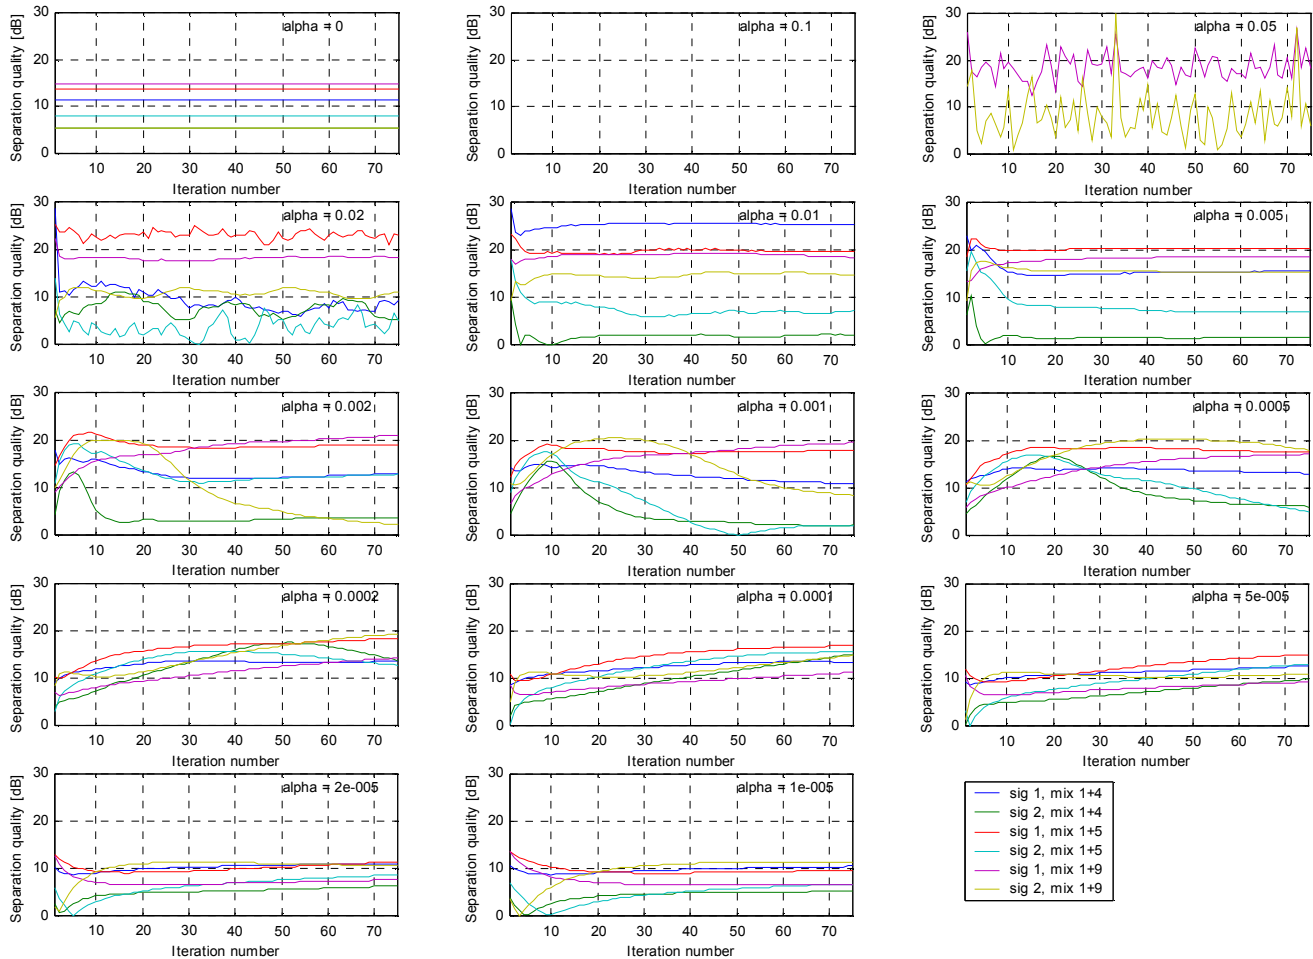 Separation quality [dB]
30
20
10
0
alpha = 0
10 20 30 40 50 60 70
Iteration number
Separation quality [dB]
30
20
10
0
alpha = 0.1
10 20 30 40 50 60 70
Iteration number
Separation quality [dB]
30
20
10
0
alpha = 0.05
10 20 30 40 50 60 70
Iteration number
Separation quality [dB]
30
20
10
0
alpha = 0.02
10 20 30 40 50 60 70
Iteration number
Separation quality [dB]
30
20
10
0
alpha = 0.01
10 20 30 40 50 60 70
Iteration number
Separation quality [dB]
30
20
10
0
alpha = 0.005
10 20 30 40 50 60 70
Iteration number
Separation quality [dB]
30
20
10
0
alpha = 0.002
10 20 30 40 50 60 70
Iteration number
Separation quality [dB]
30
20
10
0
alpha = 0.001
10 20 30 40 50 60 70
Iteration number
Separation quality [dB]
30
20
10
0
alpha = 0.0005
10 20 30 40 50 60 70
Iteration number
Separation quality [dB]
30
20
10
0
alpha = 0.0002
10 20 30 40 50 60 70
Iteration number
Separation quality [dB]
30
20
10
0
alpha = 0.0001
10 20 30 40 50 60 70
Iteration number
Separation quality [dB]
30
20
10
0
alpha = 5e-005
10 20 30 40 50 60 70
Iteration number
Separation quality [dB]
30
20
10
0
alpha = 2e-005
10 20 30 40 50 60 70
Iteration number
Separation quality [dB]
30
20
10
0
alpha = 1e-005
10 20 30 40 50 60 70
Iteration number
sig 1, mix 1+4
sig 2, mix 1+4
sig 1, mix 1+5
sig 2, mix 1+5
sig 1, mix 1+9
sig 2, mix 1+9